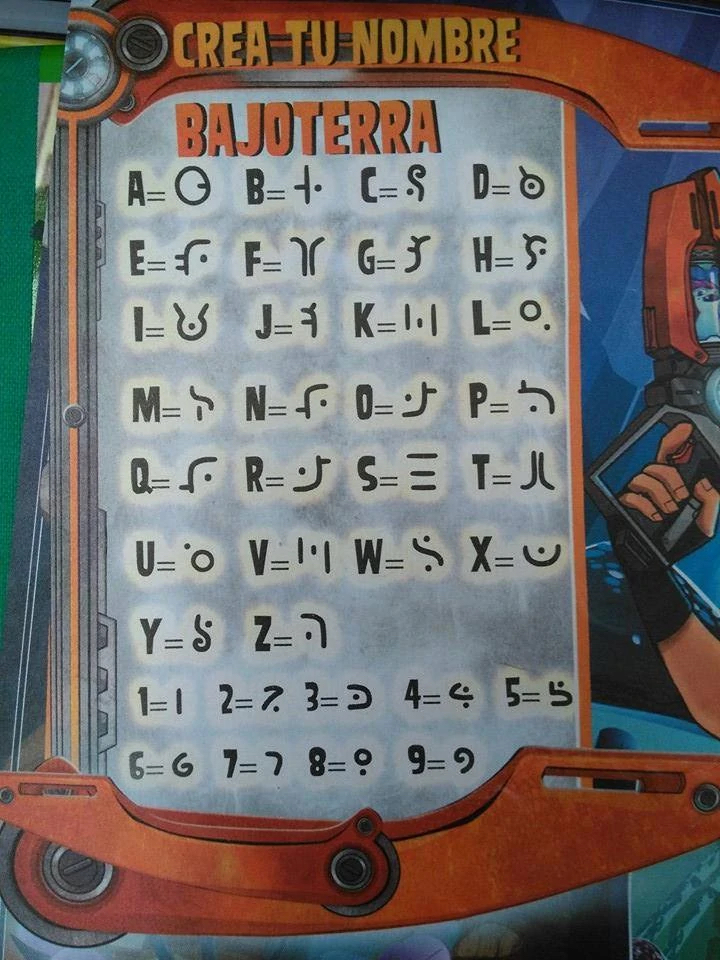 CREA TU NOMBRE
BAJOTERRA
A= B= C= D=
E= F= G= H=
I= J= K= L=
M= N= O= P=
Q= R= S= T=
U= V= W= X=
Y= Z=
1= 2= 3= 4= 5=
6= 7= 8= 9=